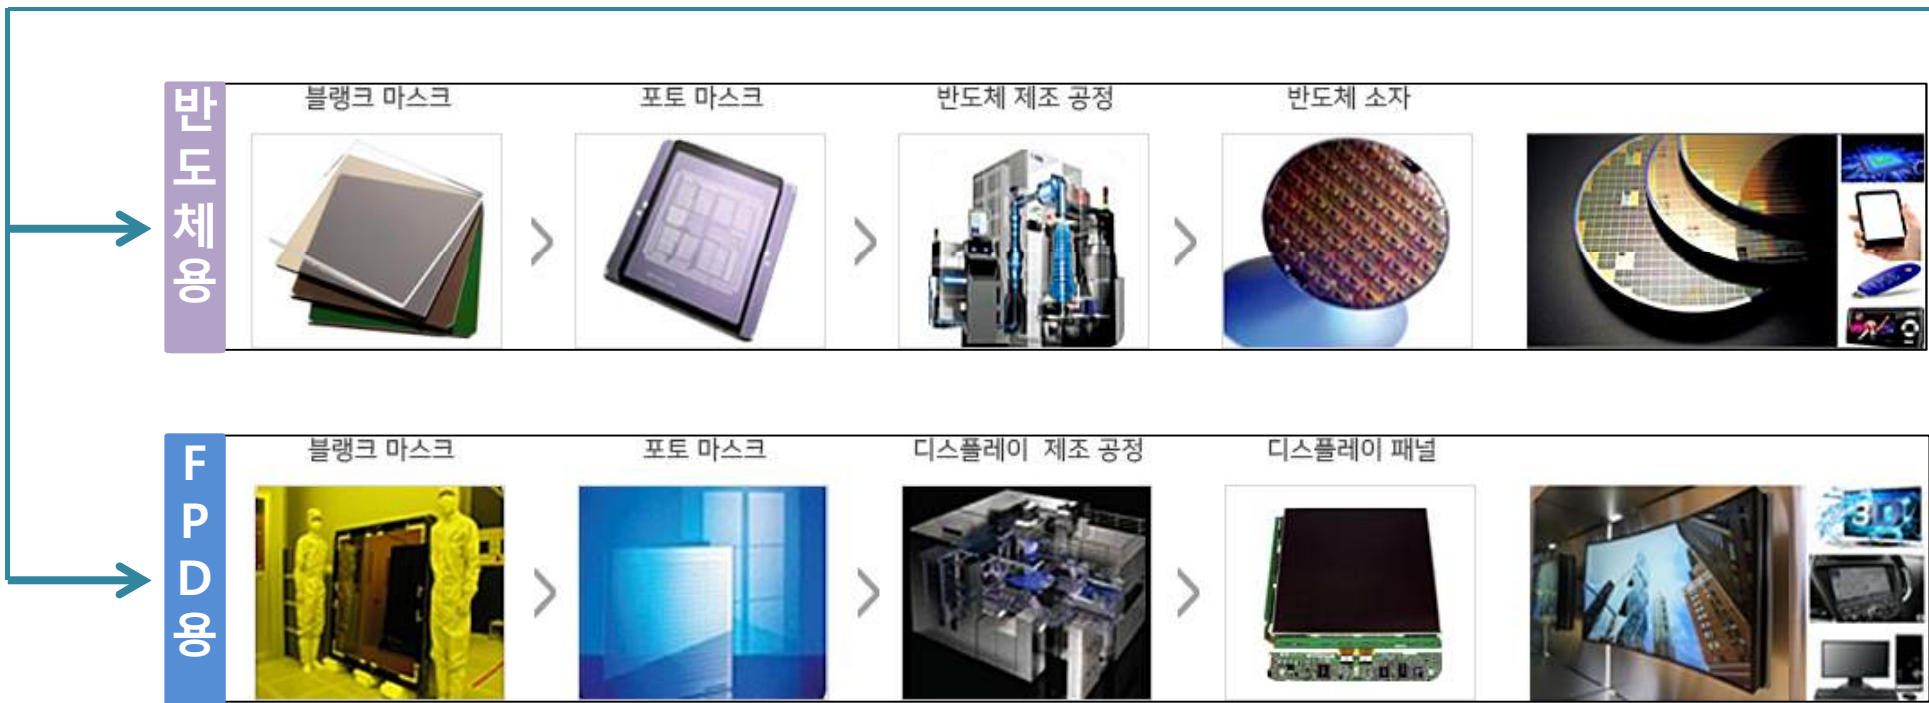 반도체용
블랭크 마스크
포토 마스크
반도체 제조 공정
반도체 소자
FPD용
블랭크 마스크
포토 마스크
디스플레이 제조 공정
디스플레이 패널
3D